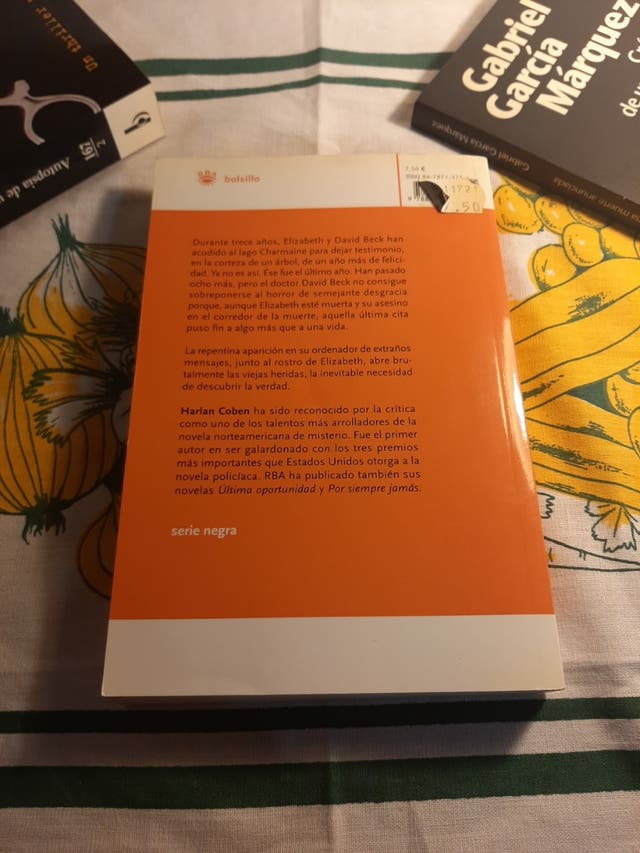 Un thriller
162
2
Autopsia de
Gabriel
García
Márquez
de
Gabriel García Márquez
muerte anunciada
bolsillo
7,50 €
,50
Durante trece años, Elizabeth y David Beck han
acudido al lago Charmaine para dejar testimonio,
en la corteza de un árbol, de un año más de felici-
dad. Ya no es así. Ese fue el último año. Han pasado
ocho más, pero el doctor David Beck no consigue
sobreponerse al horror de semejante desgracia
porque, aunque Elizabeth esté muerta y su asesino
en el corredor de la muerte, aquella última cita
puso fin a algo más que a una vida.
La repentina aparición en su ordenador de extraños
mensajes, junto al rostro de Elizabeth, abre bru-
talmente las viejas heridas, la inevitable necesidad
de descubrir la verdad.
Harlan Coben ha sido reconocido por la crítica
como uno de los talentos más arrolladores de la
novela norteamericana de misterio. Fue el primer
autor en ser galardonado con los tres premios
más importantes que Estados Unidos otorga a la
novela policíaca. RBA ha publicado también sus
novelas Última oportunidad y Por siempre jamás.
serie negra